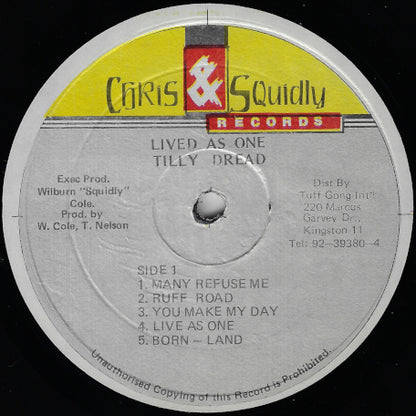 Chris & Squidly
RECORDS
LIVED AS ONE
TILLY DREAD
Exec Prod.
Wilburn "Squidly"
Cole.
Prod. by
W. Cole, T. Nelson
Dist By
Tuff Gong Int'l
220 Marcus
Garvey Dr.,
Kingston 11
Tel: 92-39380-4
SIDE 1
1. MANY REFUSE ME
2. RUFF ROAD
3. YOU MAKE MY DAY
4. LIVE AS ONE
5. BORN - LAND
Unauthorised Copying of this Record is Prohibited.